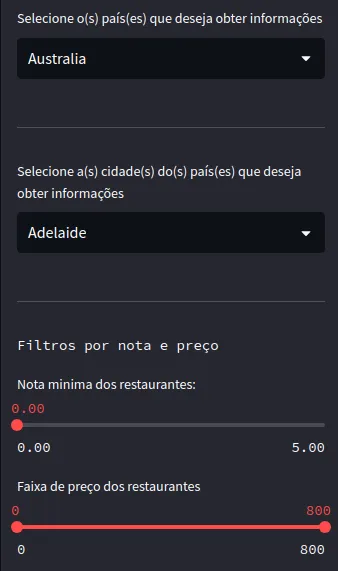 Selecione o(s) país(es) que deseja obter informações
Australia
Selecione a(s) cidade(s) do(s) país(es) que deseja
obter informações
Adelaide
Filtros por nota e preço
Nota minima dos restaurantes:
0.00
0.00 5.00
Faixa de preço dos restaurantes
0 800
0 800